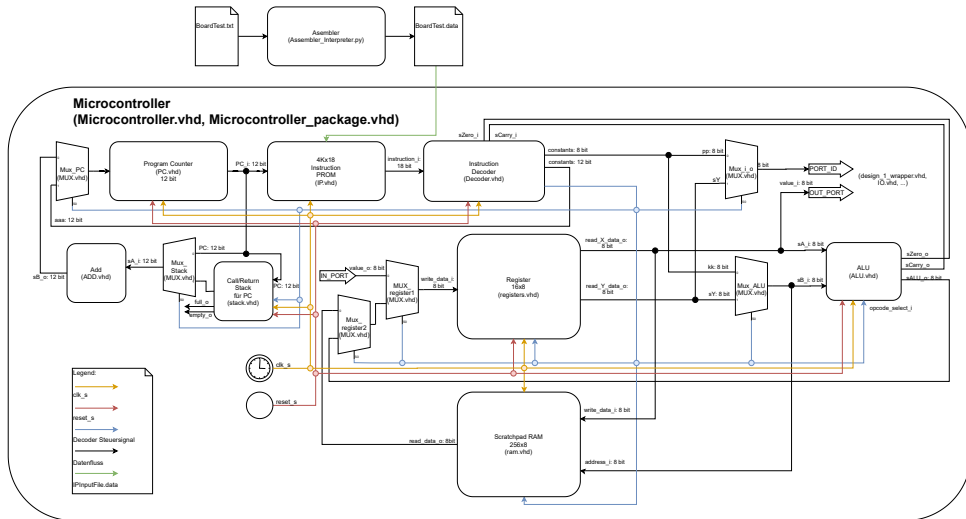 BoardTest.txt
Asembler
(Assembler_Interpreter.py)
BoardTest.data
Microcontroller
(Microcontroller.vhd, Microcontroller_package.vhd)
sZero_i
sCarry_i
Mux_PC
(MUX.vhd)
Program Counter
(PC.vhd)
12 bit
PC_i: 12 bit
4Kx18
Instruction
PROM
(IP.vhd)
instruction_i:
18 bit
Instruction
Decoder
(Decoder.vhd)
constants: 8 bit
constants: 12 bit
pp: 8 bit
sY
Mux_i_o
(MUX.vhd)
8 bit
PORT_ID
value_i: 8 bit
OUT_PORT
(design_1_wrapper.vhd,
IO.vhd, ...)
aaa: 12 bit
sB_o: 12 bit
Add
(ADD.vhd)
sA_i: 12 bit
Mux_
Stack
(MUX.vhd)
PC: 12 bit
Call/Return
Stack
für PC
(stack.vhd)
PC: 12 bit
full_o
empty_o
IN_PORT
value_o: 8 bit
MUX_
register1
(MUX.vhd)
write_data_i:
8 bit
Mux_
register2
(MUX.vhd)
Register
16x8
(registers.vhd)
read_X_data_o:
8 bit
read_Y_data_o:
8 bit
sA_i: 8 bit
kk: 8 bit
sY: 8 bit
Mux_ALU
(MUX.vhd)
sB_i: 8 bit
ALU
(ALU.vhd)
sZero_o
sCarry_o
sALU_o: 8 bit
opcode_select_i
clk_s
reset_s
Legend:
clk_s
reset_s
Decoder Steuersignal
Datenfluss
IPInputFile.data
read_data_o: 8bit
Scratchpad RAM
256x8
(ram.vhd)
write_data_i: 8 bit
address_i: 8 bit